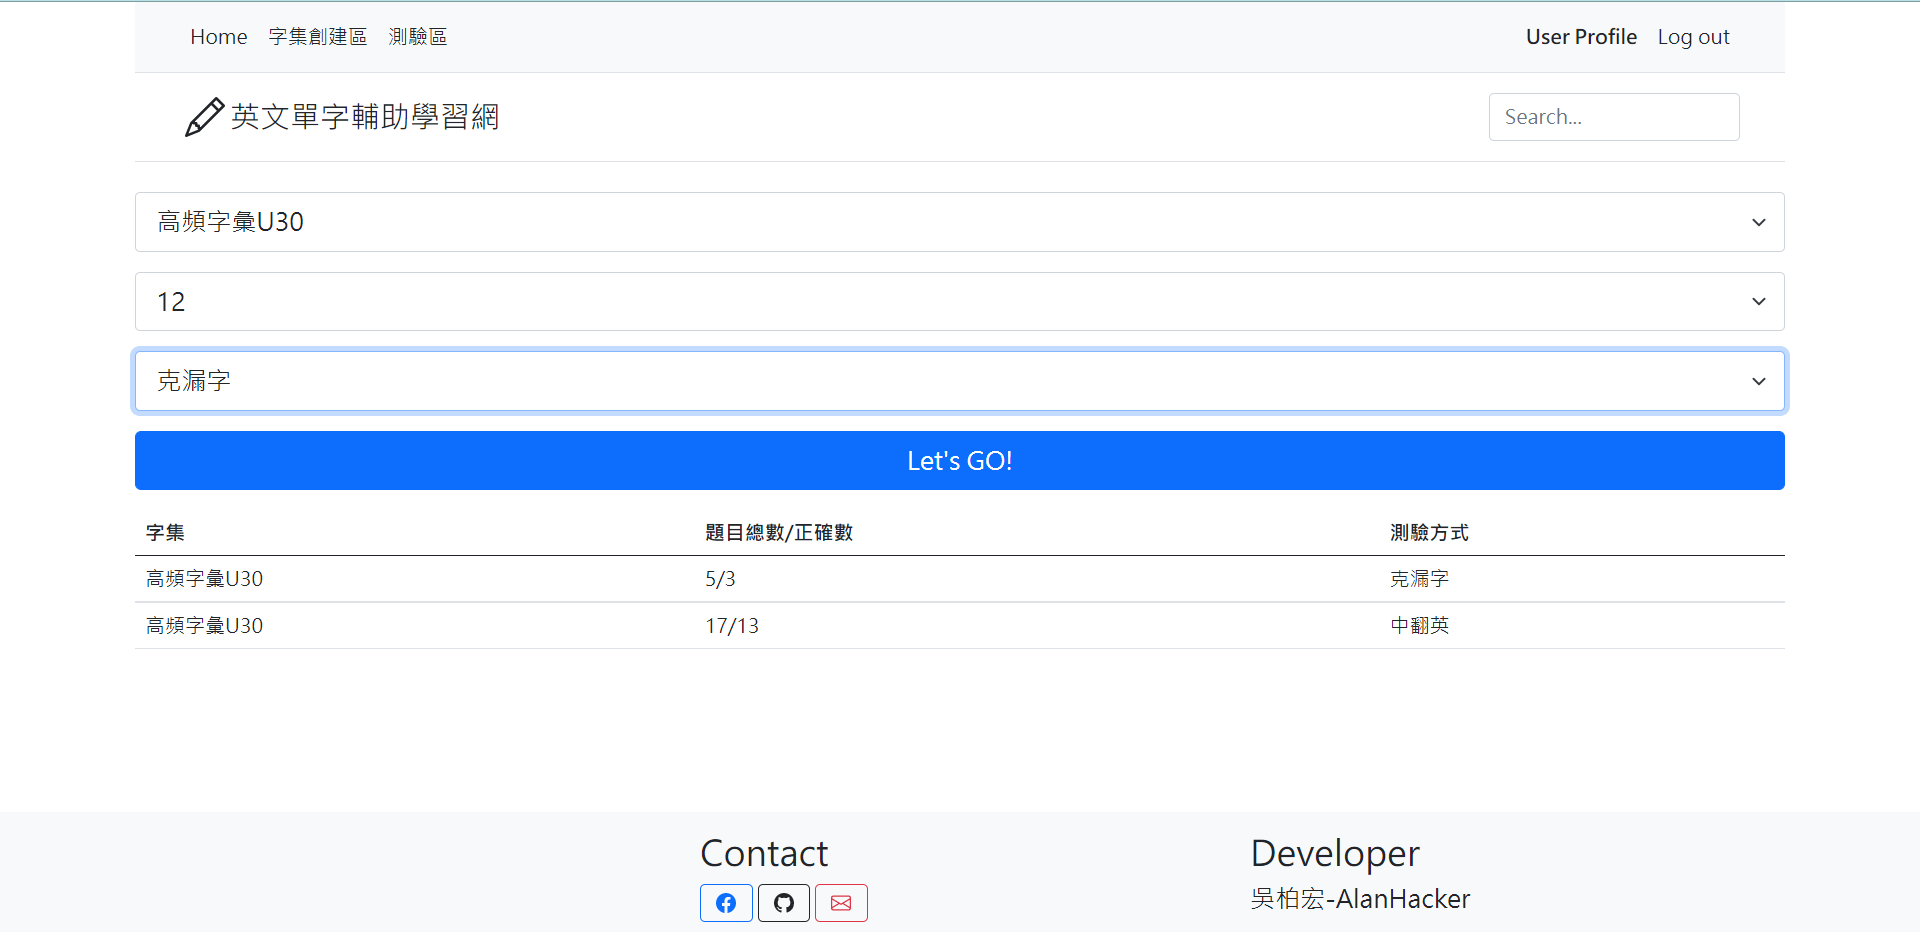 Home 字集創建區 測驗區 User Profile Log out
英文單字輔助學習網 Search...
高頻字彙U30
12
克漏字
Let's GO!
字集 題目總數/正確數 測驗方式
高頻字彙U30 5/3 克漏字
高頻字彙U30 17/13 中翻英
Contact Developer
吳柏宏-AlanHacker